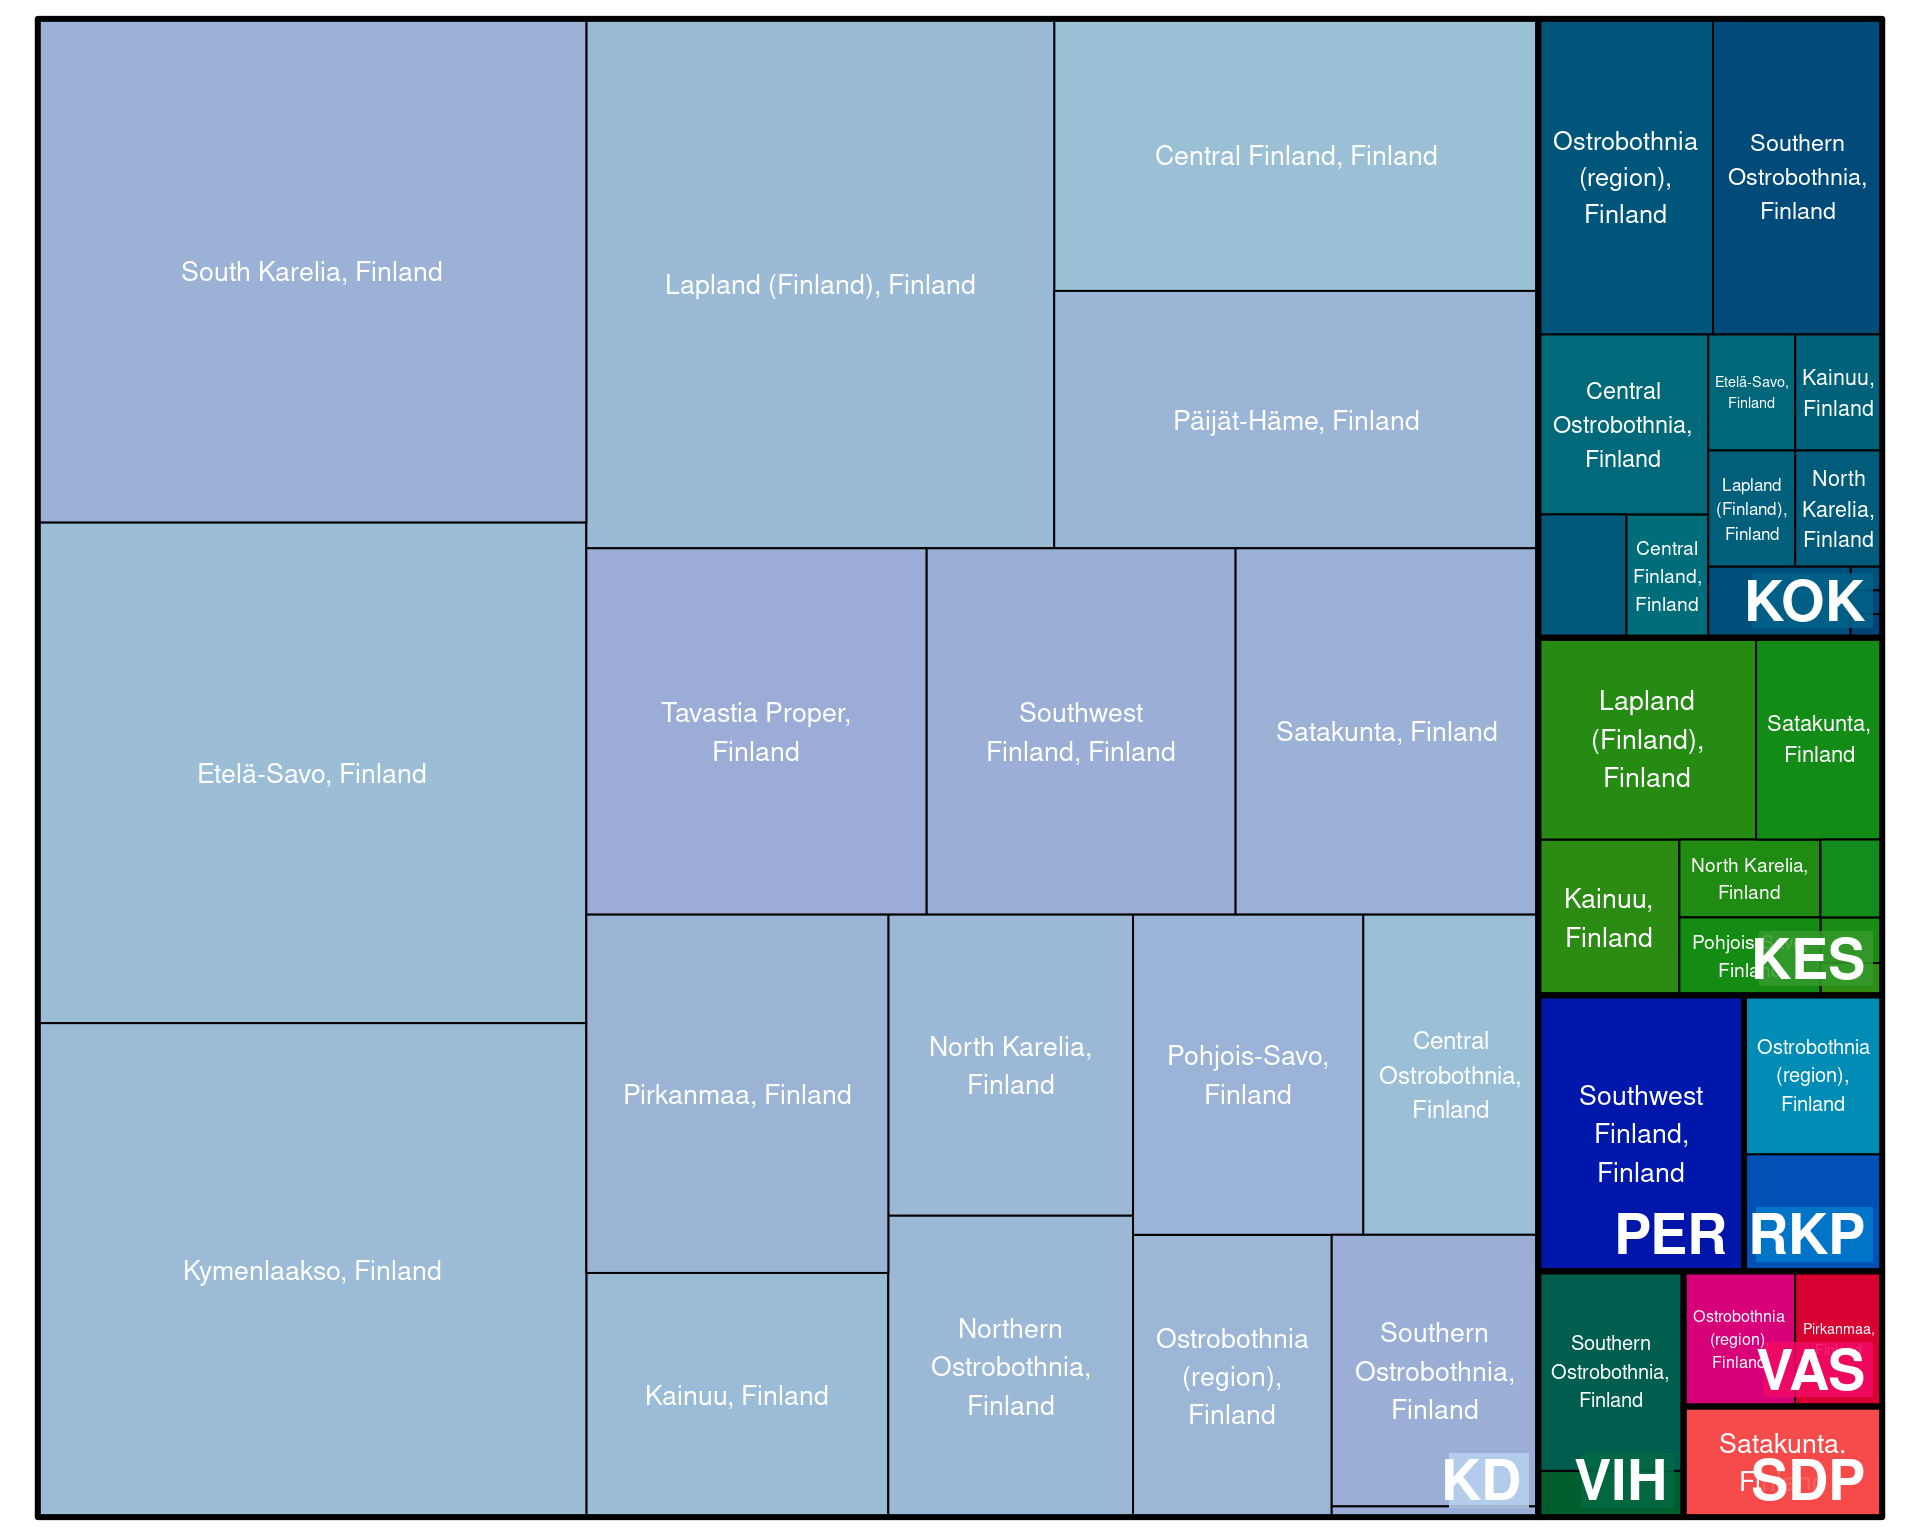 South Karelia, Finland
Etelä-Savo, Finland
Kymenlaakso, Finland
Lapland (Finland), Finland
Central Finland, Finland
Päijät-Häme, Finland
Tavastia Proper,
Finland
Southwest
Finland, Finland
Satakunta, Finland
Pirkanmaa, Finland
Kainuu, Finland
North Karelia,
Finland
Northern
Ostrobothnia,
Finland
Pohjois-Savo,
Finland
Central
Ostrobothnia,
Finland
Ostrobothnia
(region),
Finland
Southern
Ostrobothnia,
Finland
KD
Ostrobothnia
(region),
Finland
Southern
Ostrobothnia,
Finland
Central
Ostrobothnia,
Finland
Etelä-Savo,
Finland
Kainuu,
Finland
Lapland
(Finland),
Finland
North
Karelia,
Finland
Central
Finland,
Finland
KOK
Lapland
(Finland),
Finland
Satakunta,
Finland
Kainuu,
Finland
North Karelia,
Finland
Pohjois-Savo,
Finland
KES
Southwest
Finland,
Finland
PER
Ostrobothnia
(region),
Finland
RKP
Southern
Ostrobothnia,
Finland
VIH
Ostrobothnia
(region),
Finland
Pirkanmaa,
Finland
VAS
Satakunta,
Finland
SDP